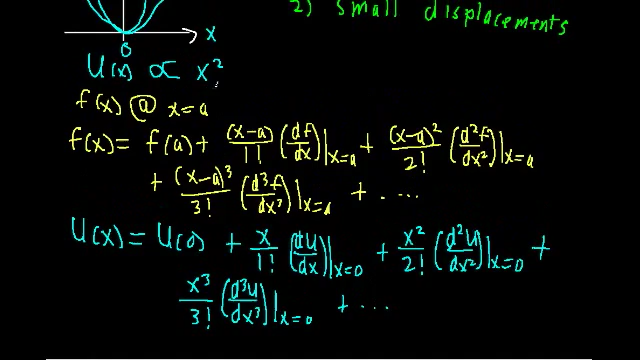 2) small displacements
x
0
U(x) ∝ x²
f(x) @ x=a
f(x) = f(a) + (x-a)/1! (df/dx)|x=a + (x-a)²/2! (d²f/dx²)|x=a
+ (x-a)³/3! (d³f/dx³)|x=a + ....
U(x) = U(0) + x/1! (dU/dx)|x=0 + x²/2! (d²U/dx²)|x=0 +
x³/3! (d³U/dx³)|x=0 + ...